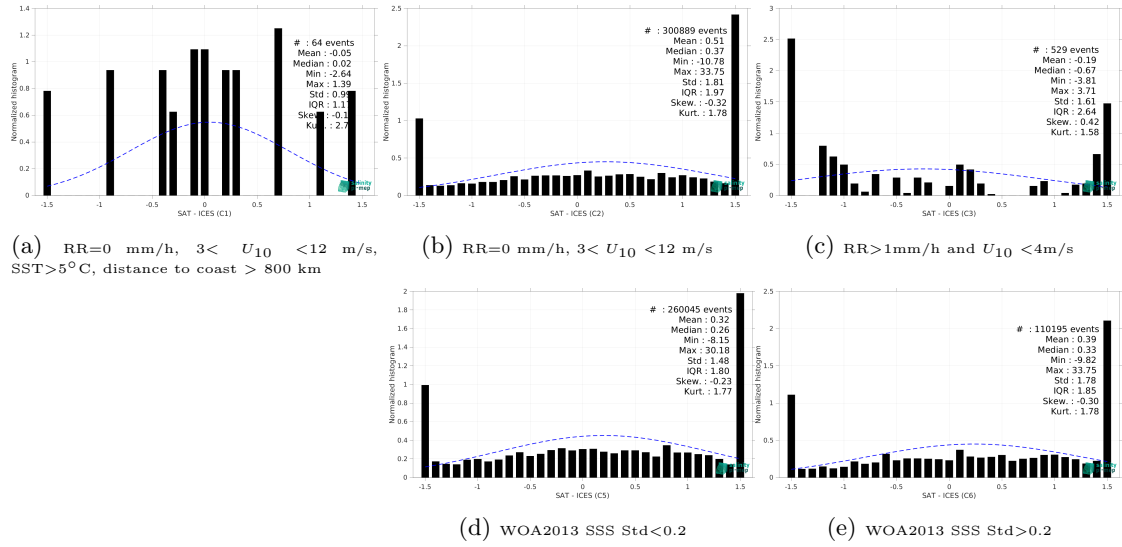 1.4
1.2
1
0.8
0.6
0.4
0.2
0
Normalized histogram
# : 64 events
Mean : -0.05
Median : 0.02
Min : -2.64
Max : 1.39
Std :
IQR :
-1.5 -1 -0.5 0 0.5 1 1.5
SAT - ICES (C1)
(a) RR=0 mm/h, 3< U10 <12 m/s,
SST>5°C, distance to coast > 800 km
2.5
2
1.5
1
0.5
0
Normalized histogram
# : 300889 events
Mean : 0.51
Median : 0.37
Min : -10.78
Max : 33.75
Std : 1.81
IQR : 1.97
Skew. : -0.32
Kurt. : 1.78
-1.5 -1 -0.5 0 0.5 1 1.5
SAT - ICES (C2)
(b) RR=0 mm/h, 3< U10 <12 m/s
3
2.5
2
1.5
1
0.5
0
Normalized histogram
# : 529 events
Mean : -0.19
Median : -0.67
Min : -3.81
Max : 3.71
Std : 1.61
IQR : 2.64
Skew. : 0.42
Kurt. : 1.58
-1.5 -1 -0.5 0 0.5 1 1.5
SAT - ICES (C3)
(c) RR>1mm/h and U10 <4m/s
2
1.8
1.6
1.4
1.2
1
0.8
0.6
0.4
0.2
0
Normalized histogram
# : 260045 events
Mean : 0.32
Median : 0.26
Min : -8.15
Max : 30.18
Std : 1.48
IQR : 1.80
Skew. : -0.23
Kurt. : 1.77
-1.5 -1 -0.5 0 0.5 1 1.5
SAT - ICES (C5)
(d) WOA2013 SSS Std<0.2
2.5
2
1.5
1
0.5
0
Normalized histogram
# : 110195 events
Mean : 0.39
Median : 0.33
Min : -9.82
Max : 33.75
Std : 1.78
IQR : 1.85
Skew. : -0.30
Kurt. : 1.78
-1.5 -1 -0.5 0 0.5 1 1.5
SAT - ICES (C6)
(e) WOA2013 SSS Std>0.2